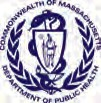 COMMONWEALTH OF MASSACHUSETTS
DEPARTMENT OF PUBLIC HEALTH